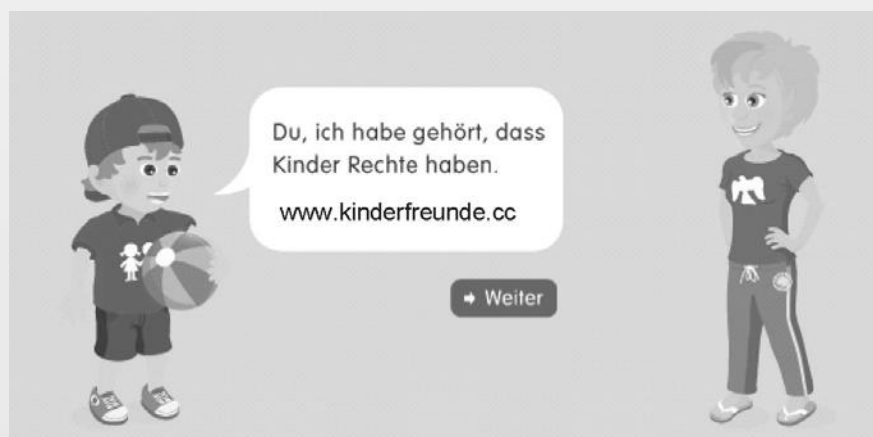 Du, ich habe gehört, dass
Kinder Rechte haben.
www.kinderfreunde.cc
Weiter